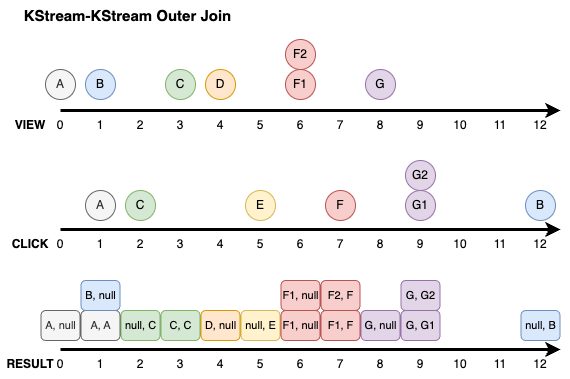 KStream-KStream Outer Join
F2
A B C D F1 G
VIEW 0 1 2 3 4 5 6 7 8 9 10 11 12
G2
A C E F G1 B
CLICK 0 1 2 3 4 5 6 7 8 9 10 11 12
B, null F1, null F2, F G, G2
A, null A, A null, C C, C D, null null, E F1, null F1, F G, null G, G1 null, B
RESULT 0 1 2 3 4 5 6 7 8 9 10 11 12